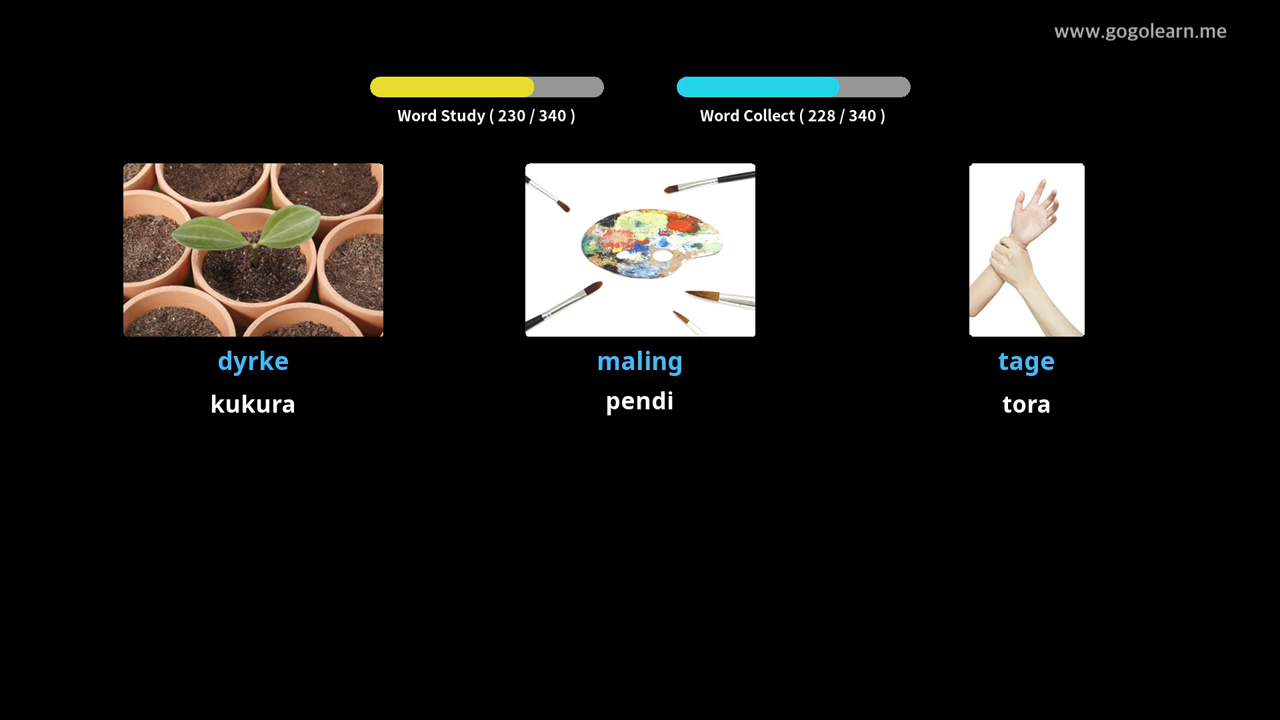 www.gogolearn.me
Word Study ( 230 / 340 )
Word Collect ( 228 / 340 )
dyrke
kukura
maling
pendi
tage
tora